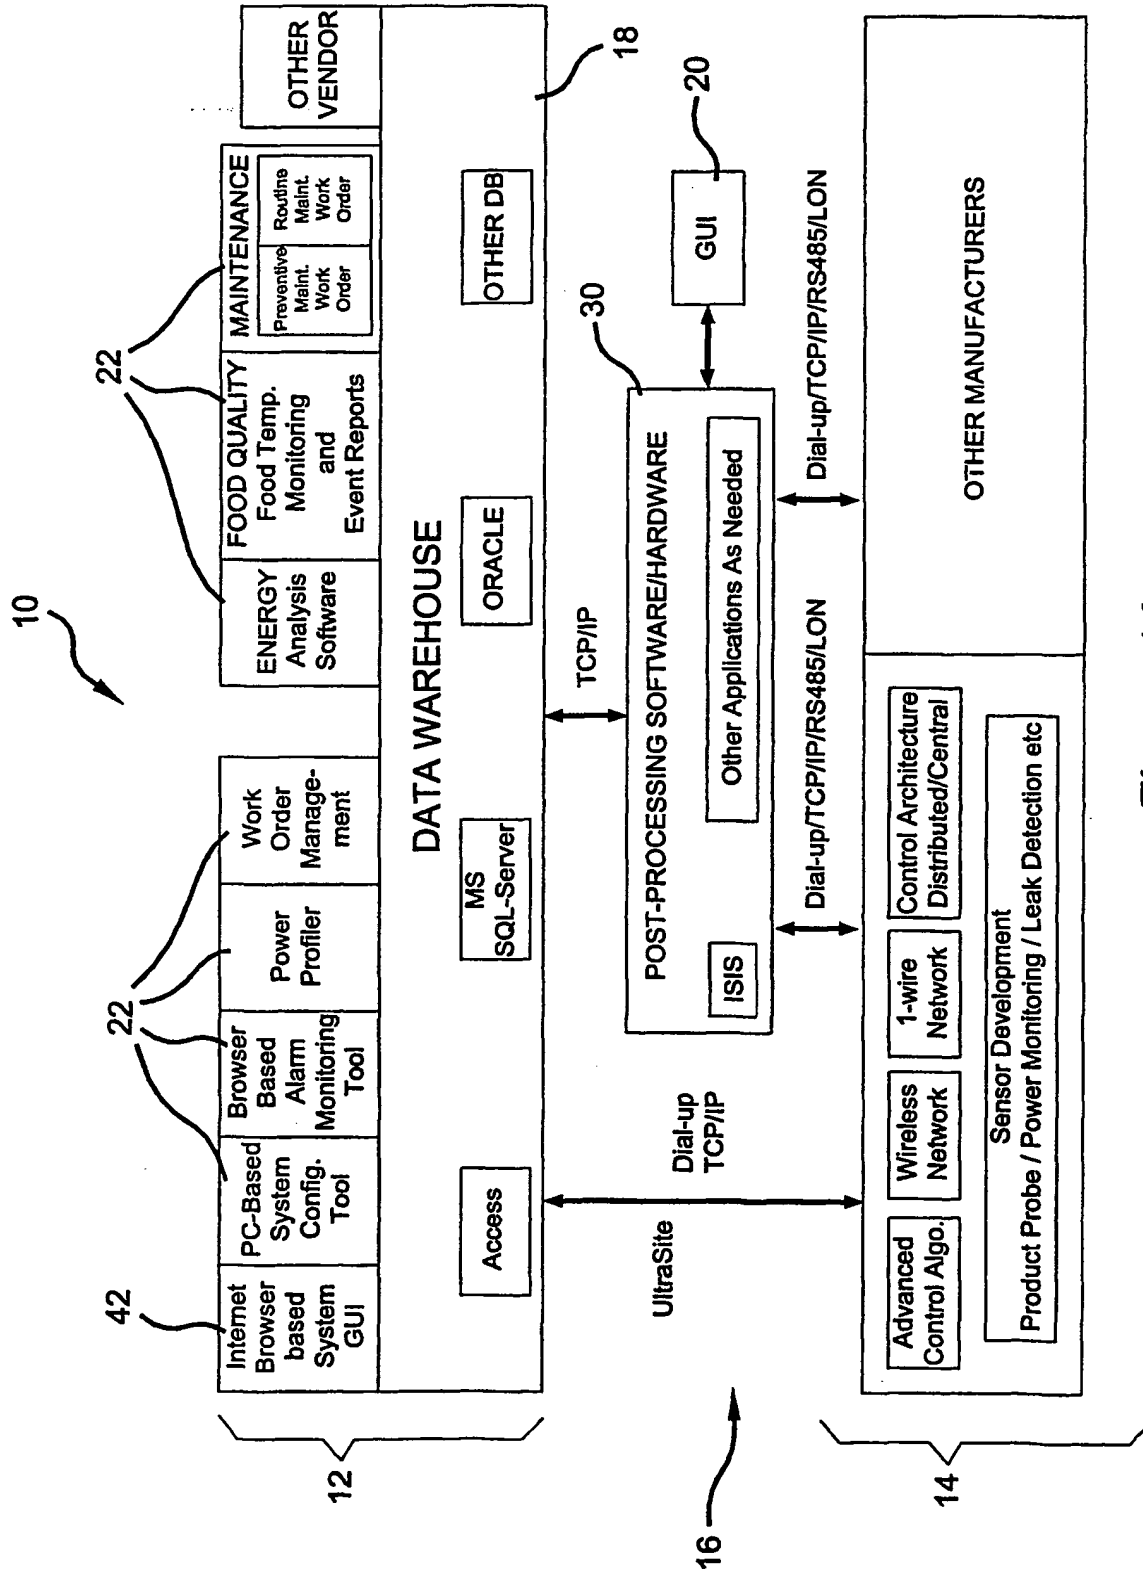 10
42
22
22
Internet
Browser
based
System
GUI
PC-Based
System
Config.
Tool
Browser
Based
Alarm
Monitoring
Tool
Power
Profiler
Work
Order
Manage-
ment
ENERGY
Analysis
Software
FOOD QUALITY
Food Temp.
Monitoring
and
Event Reports
MAINTENANCE
Preventive
Maint.
Work
Order
Routine
Maint.
Work
Order
OTHER
VENDOR
12
DATA WAREHOUSE
Access
MS
SQL-Server
ORACLE
OTHER DB
18
UltraSite
Dial-up
TCP/IP
TCP/IP
16
30
POST-PROCESSING SOFTWARE/HARDWARE
ISIS
Other Applications As Needed
GUI
20
Dial-up/TCP/IP/RS485/LON
Dial-up/TCP/IP/RS485/LON
14
Advanced
Control Algo.
Wireless
Network
1-wire
Network
Control Architecture
Distributed/Central
Sensor Development
Product Probe / Power Monitoring / Leak Detection etc
OTHER MANUFACTURERS